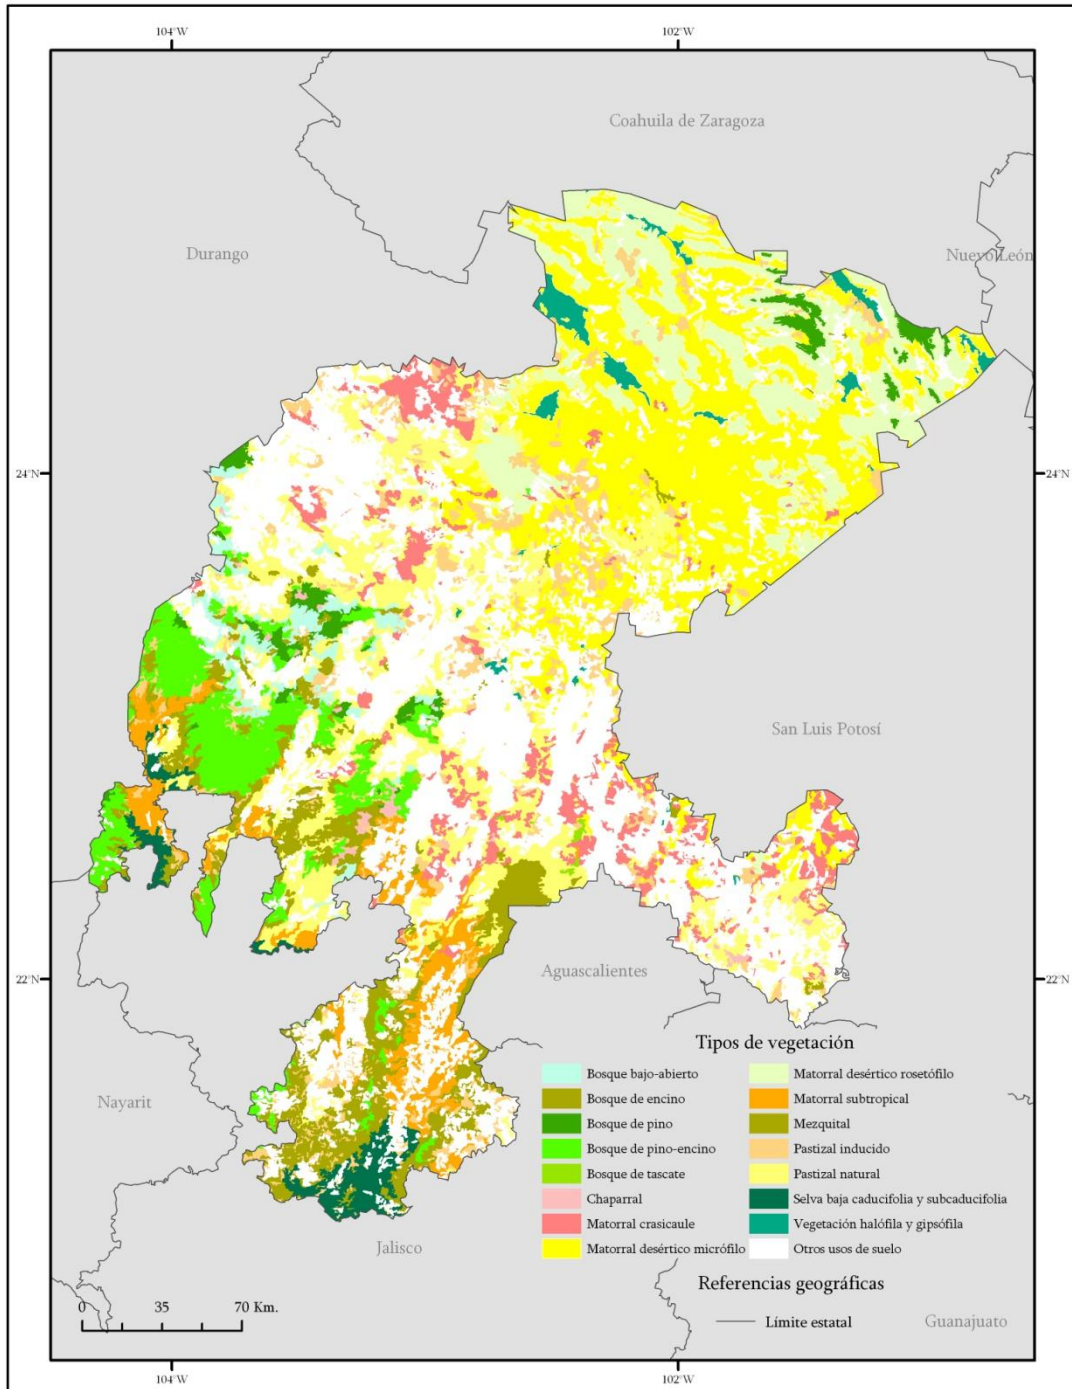 104°W 102°W
Coahuila de Zaragoza
Durango
Nuevo León
24°N 24°N
San Luis Potosí
Aguascalientes
22°N 22°N
Nayarit
Jalisco
Guanajuato
Tipos de vegetación
Bosque bajo-abierto
Bosque de encino
Bosque de pino
Bosque de pino-encino
Bosque de tascate
Chaparral
Matorral crasicaule
Matorral desértico micrófilo
Matorral desértico rosetófilo
Matorral subtropical
Mezquital
Pastizal inducido
Pastizal natural
Selva baja caducifolia y subcaducifolia
Vegetación halófila y gipsófila
Otros usos de suelo
Referencias geográficas
Límite estatal
0 35 70 Km.
104°W 102°W